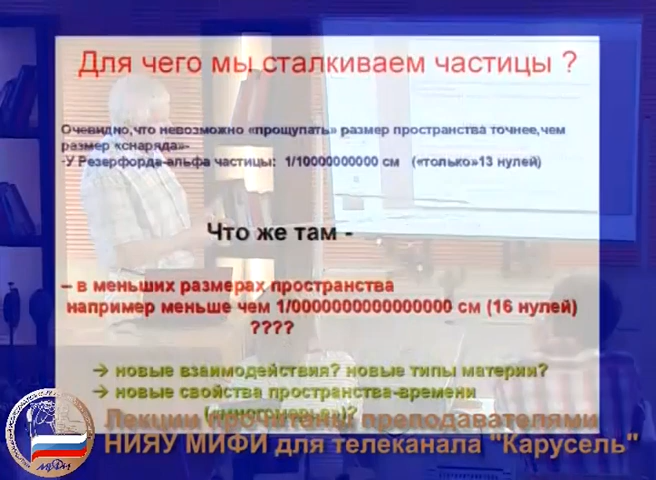 Для чего мы сталкиваем частицы ?
Очевидно,что невозможно «прощупать» размер пространства точнее,чем
размер «снаряда»-
-У Резерфорда-альфа частицы: 1/10000000000 см («только»13 нулей)
Что же там -
– в меньших размерах пространства
например меньше чем 1/0000000000000000 см (16 нулей)
????
→ новые взаимодействия? новые типы материи?
→ новые свойства пространства-времени
Лекции прочитаны преподавателями
НИЯУ МИФИ для телеканала "Карусель"
мифи